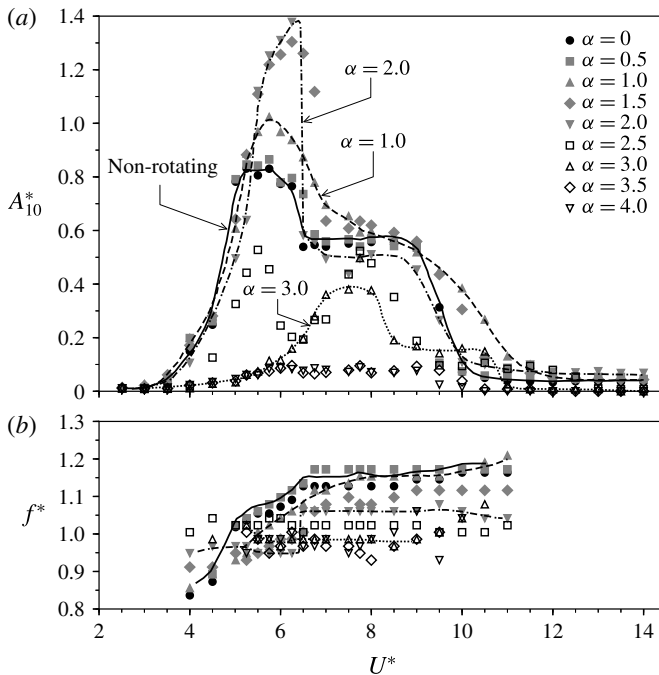 (a)
1.4
1.2
1.0
0.8
0.6
0.4
0.2
0
A*10
α = 2.0
α = 1.0
Non-rotating
α = 3.0
α = 0
α = 0.5
α = 1.0
α = 1.5
α = 2.0
α = 2.5
α = 3.0
α = 3.5
α = 4.0
(b)
1.3
1.2
1.1
1.0
0.9
0.8
f*
2
4
6
8
10
12
14
U*